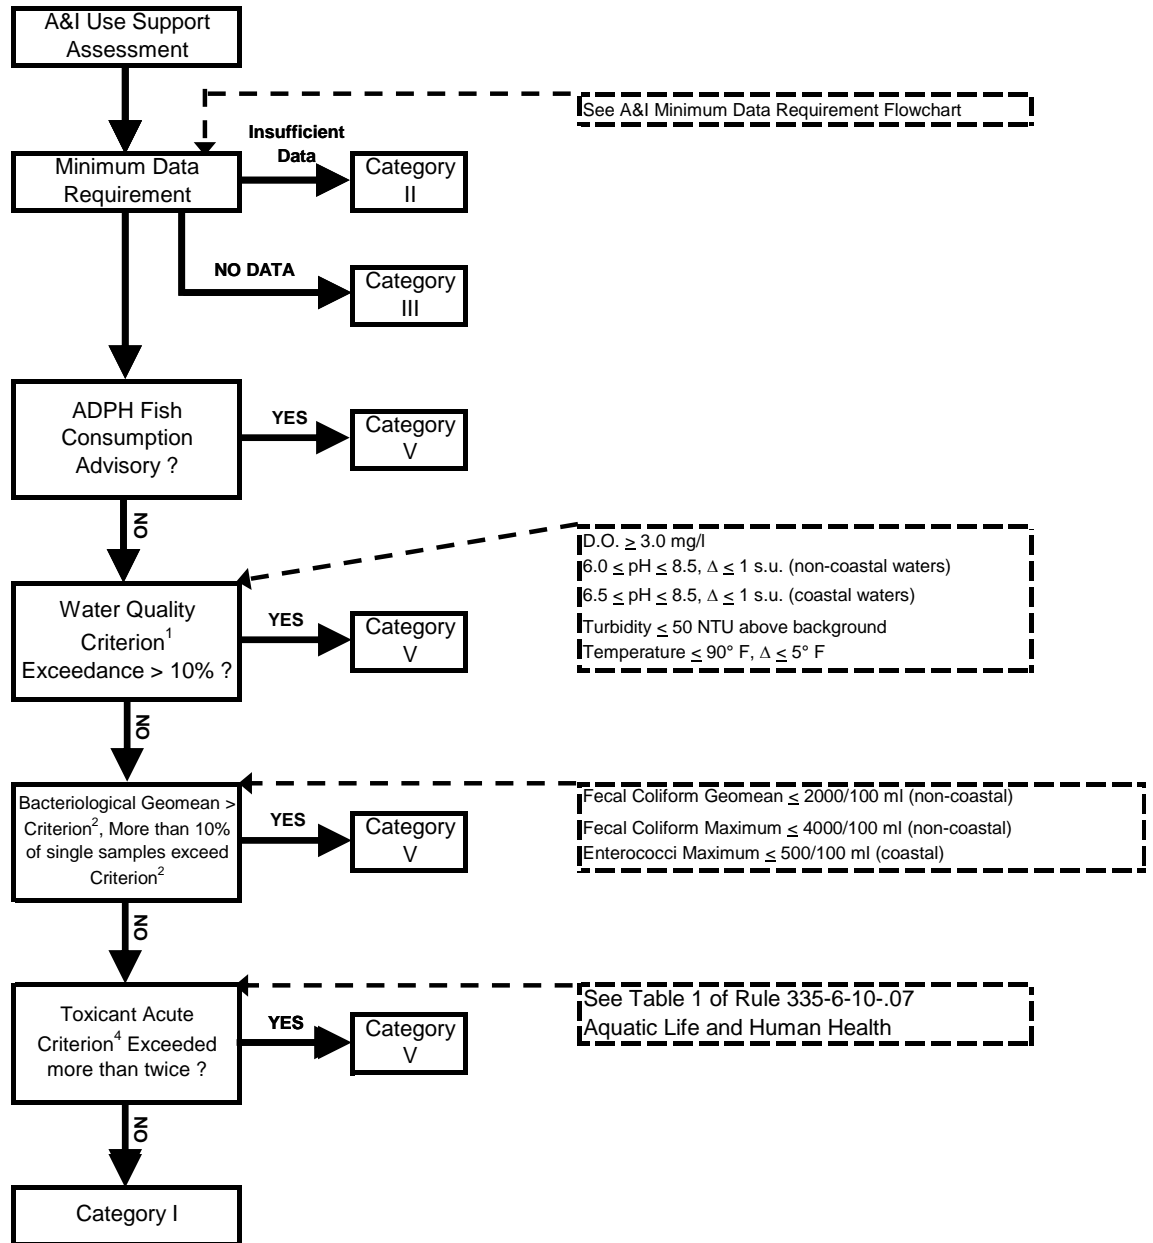 A&I Use Support
Assessment
See A&I Minimum Data Requirement Flowchart
Insufficient
Data
Minimum Data
Requirement
Category
II
NO DATA
Category
III
ADPH Fish
Consumption
Advisory ?
YES
Category
V
NO
D.O. ≥ 3.0 mg/l
6.0 ≤ pH ≤ 8.5, Δ ≤ 1 s.u. (non-coastal waters)
6.5 ≤ pH ≤ 8.5, Δ ≤ 1 s.u. (coastal waters)
Turbidity ≤ 50 NTU above background
Temperature ≤ 90° F, Δ ≤ 5° F
Water Quality
Criterion¹
Exceedance > 10% ?
YES
Category
V
NO
Bacteriological Geomean >
Criterion², More than 10%
of single samples exceed
Criterion²
YES
Category
V
Fecal Coliform Geomean ≤ 2000/100 ml (non-coastal)
Fecal Coliform Maximum ≤ 4000/100 ml (non-coastal)
Enterococci Maximum ≤ 500/100 ml (coastal)
NO
Toxicant Acute
Criterion⁴ Exceeded
more than twice ?
YES
Category
V
See Table 1 of Rule 335-6-10-.07
Aquatic Life and Human Health
NO
Category I